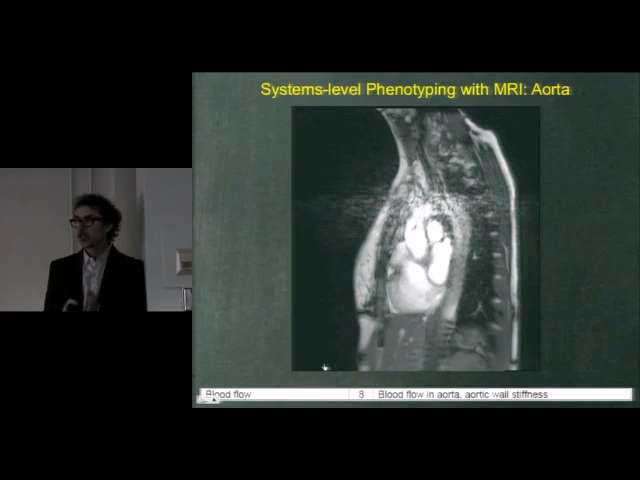 Systems-level Phenotyping with MRI: Aorta
Blood flow 8 Blood flow in aorta, aortic wall stiffness